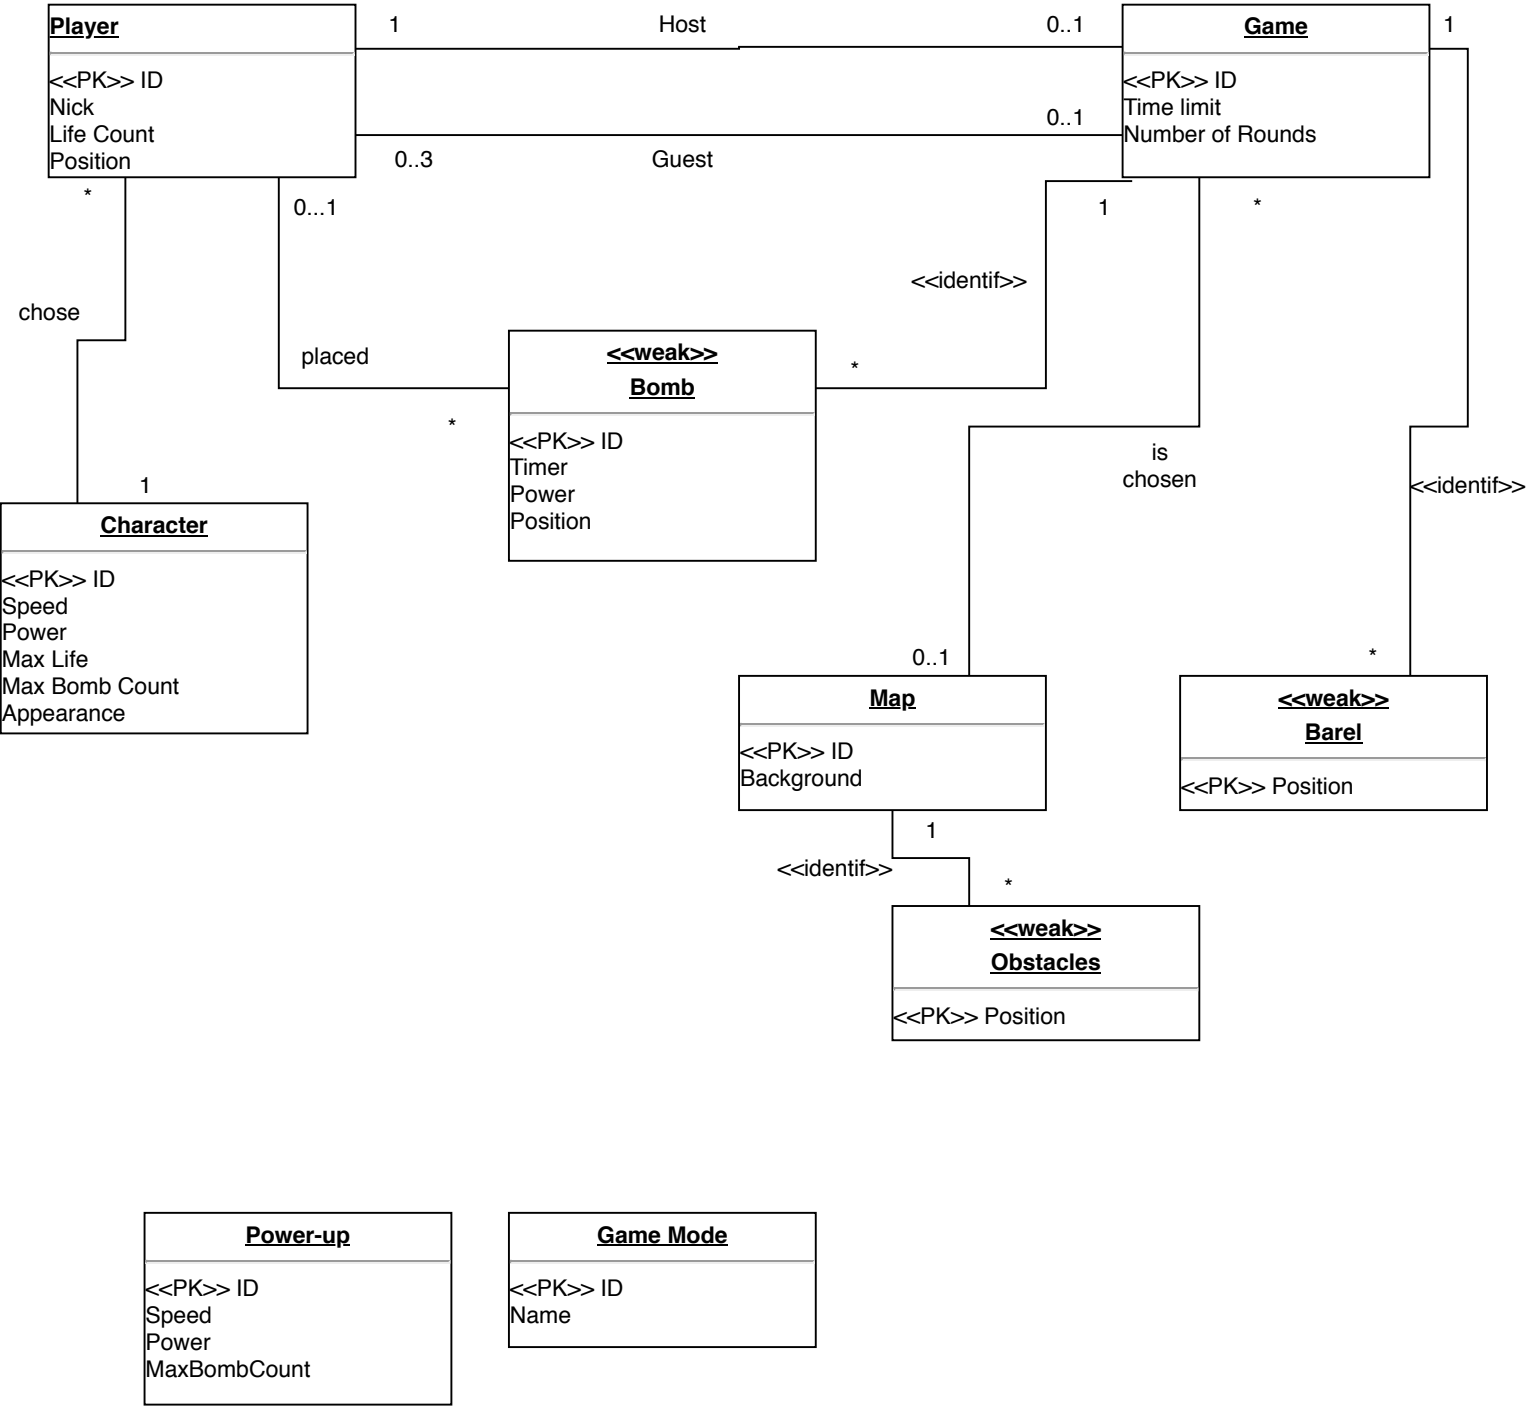 Player
<<PK>> ID
Nick
Life Count
Position
1
Host
0..1
Game
<<PK>> ID
Time limit
Number of Rounds
1
0..1
0..3
Guest
*
0...1
1
*
chose
<<identif>>
placed
*
<<weak>>
Bomb
<<PK>> ID
Timer
Power
Position
*
is
chosen
<<identif>>
1
Character
<<PK>> ID
Speed
Power
Max Life
Max Bomb Count
Appearance
0..1
*
Map
<<PK>> ID
Background
<<weak>>
Barel
<<PK>> Position
1
<<identif>>
*
<<weak>>
Obstacles
<<PK>> Position
Power-up
<<PK>> ID
Speed
Power
MaxBombCount
Game Mode
<<PK>> ID
Name